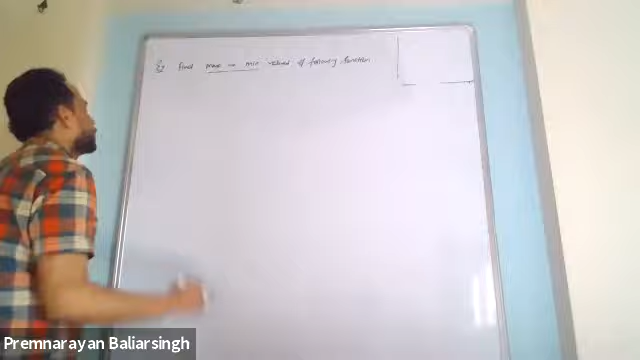 Find max or min values of following function
Premnarayan Baliarsingh